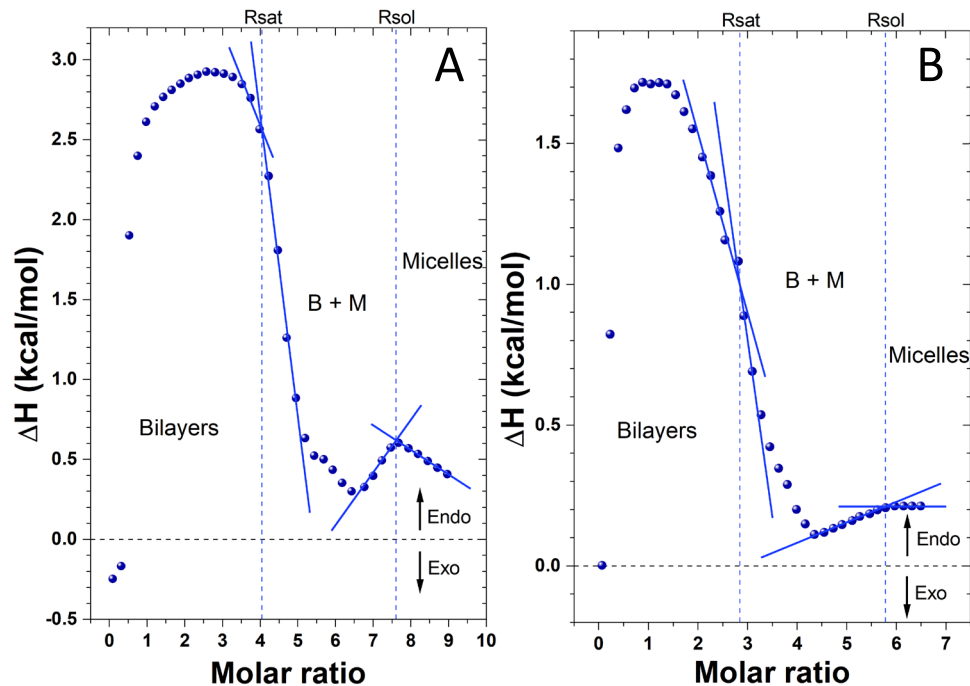 Rsat Rsol
A
3.0
2.5
2.0
1.5
1.0
0.5
0.0
-0.5
ΔH (kcal/mol)
Micelles
B + M
Bilayers
Endo
Exo
0 1 2 3 4 5 6 7 8 9 10
Molar ratio
Rsat Rsol
B
1.5
1.0
0.5
0.0
ΔH (kcal/mol)
B + M
Micelles
Bilayers
Endo
Exo
0 1 2 3 4 5 6 7
Molar ratio